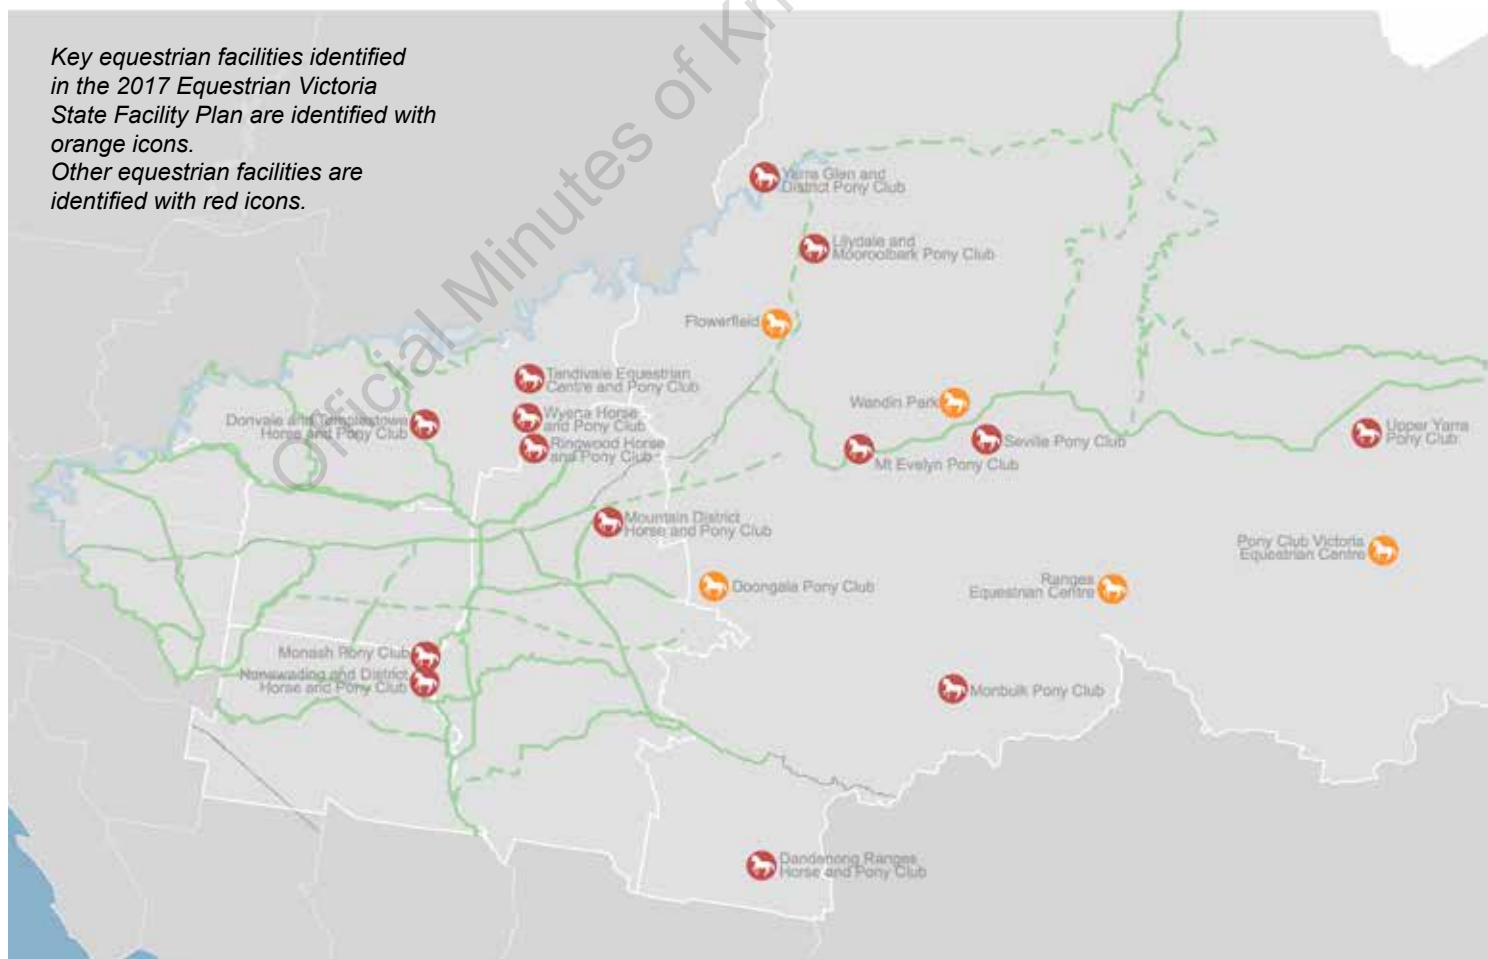 Key equestrian facilities identified
in the 2017 Equestrian Victoria
State Facility Plan are identified with
orange icons.
Other equestrian facilities are
identified with red icons.
Official Minutes of
Yarra Glen and
District Pony Club
Lilydale and
Mooroolbark Pony Club
Flowerfield
Tandivale Equestrian
Centre and Pony Club
Donvale and Templestowe
Horse and Pony Club
Wyena Horse
and Pony Club
Ringwood Horse
and Pony Club
Wandin Park
Mt Evelyn Pony Club
Seville Pony Club
Upper Yarra
Pony Club
Mountain District
Horse and Pony Club
Doongala Pony Club
Ranges
Equestrian Centre
Pony Club Victoria
Equestrian Centre
Monash Pony Club
Nunawading and District
Horse and Pony Club
Monbulk Pony Club
Dandenong Ranges
Horse and Pony Club